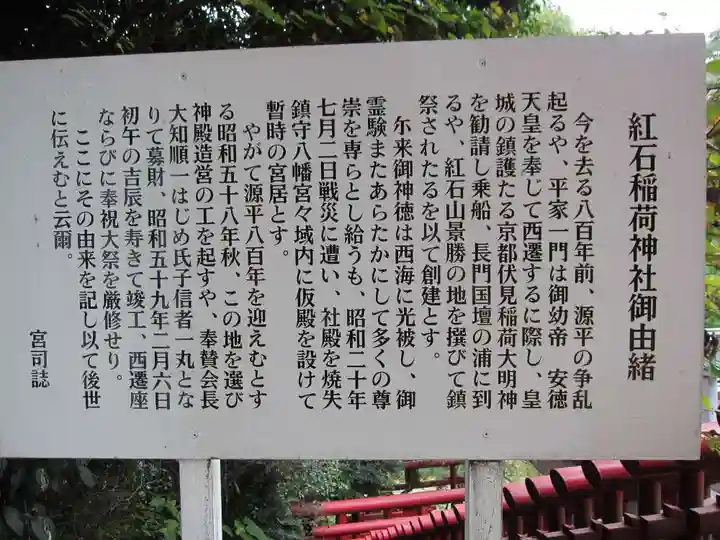 紅石稲荷神社御由緒
今を去る八百年前、源平の争乱
起るや、平家一門は御幼帝　安徳
天皇を奉じて西遷するに際し、皇
城の鎮護たる京都伏見稲荷大明神
を勧請し乗船、長門国壇の浦に到
るや、紅石山景勝の地を撰びて鎮
祭されたるを以て創建とす。
尓来御神徳は西海に光被し、御
霊験またあらたかにして多くの尊
崇を専らとし給うも、昭和二十年
七月二日戦災に遭い、社殿を焼失
鎮守八幡宮々域内に仮殿を設けて
暫時の宮居とす。
やがて源平八百年を迎えむとす
る昭和五十八年秋、この地を選び
神殿造営の工を起すや、奉賛会長
大知順一はじめ氏子信者一丸とな
りて募財、昭和五十九年二月六日
初午の吉辰を寿きて竣工、西遷座
ならびに奉祝大祭を厳修せり。
ここにその由来を記し以て後世
に伝えむと云爾。
宮司誌